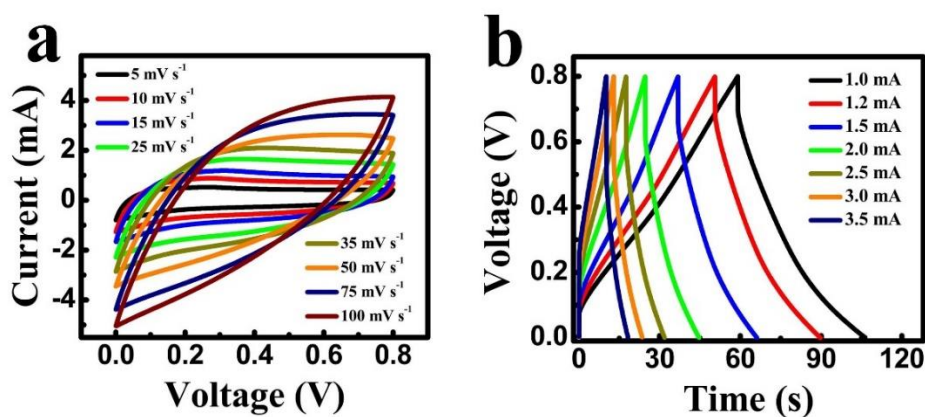 a
5 mV s⁻¹
10 mV s⁻¹
15 mV s⁻¹
25 mV s⁻¹
35 mV s⁻¹
50 mV s⁻¹
75 mV s⁻¹
100 mV s⁻¹
4
2
0
-2
-4
Current (mA)
0.0 0.2 0.4 0.6 0.8
Voltage (V)
b
1.0 mA
1.2 mA
1.5 mA
2.0 mA
2.5 mA
3.0 mA
3.5 mA
0.8
0.6
0.4
0.2
0.0
Voltage (V)
0 30 60 90 120
Time (s)